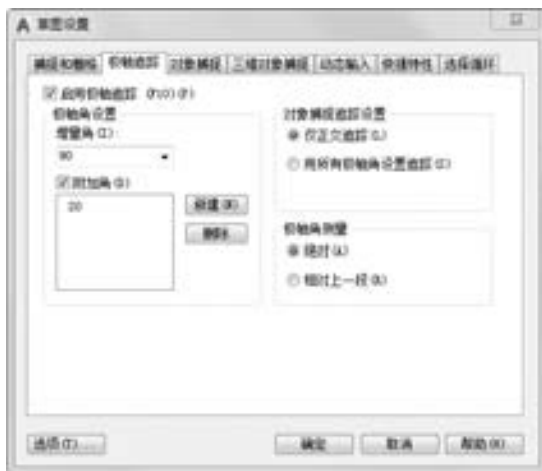 草图设置
捕捉和栅格 极轴追踪 对象捕捉 三维对象捕捉 动态输入 快捷特性 选择循环
启用极轴追踪 (F10)(P)
极轴角设置
增量角(I)
90
附加角(D)
20
新建(N)
删除
对象捕捉追踪设置
仅正交追踪(L)
用所有极轴角设置追踪(S)
极轴角测量
绝对(A)
相对上一段(R)
选项(T)... 确定 取消 帮助(H)